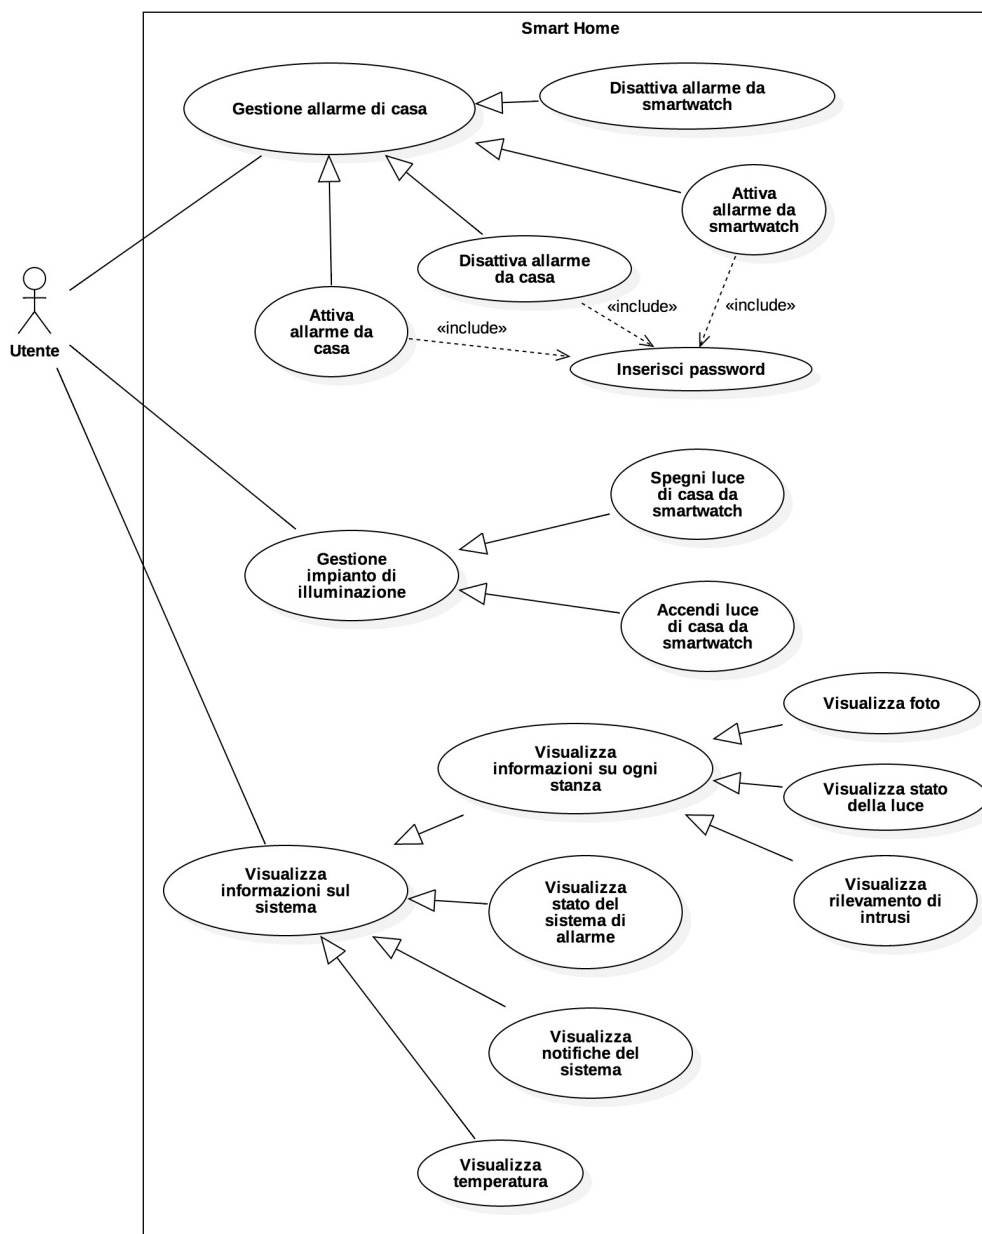 Smart Home
Gestione allarme di casa
Disattiva allarme da
smartwatch
Attiva
allarme da
smartwatch
Disattiva allarme
da casa
Attiva
allarme da
casa
«include»
«include»
«include»
Inserisci password
Utente
Spegni luce
di casa da
smartwatch
Gestione
impianto di
illuminazione
Accendi luce
di casa da
smartwatch
Visualizza foto
Visualizza
informazioni su ogni
stanza
Visualizza stato
della luce
Visualizza
rilevamento di
intrusi
Visualizza
informazioni sul
sistema
Visualizza
stato del
sistema di
allarme
Visualizza
notifiche del
sistema
Visualizza
temperatura